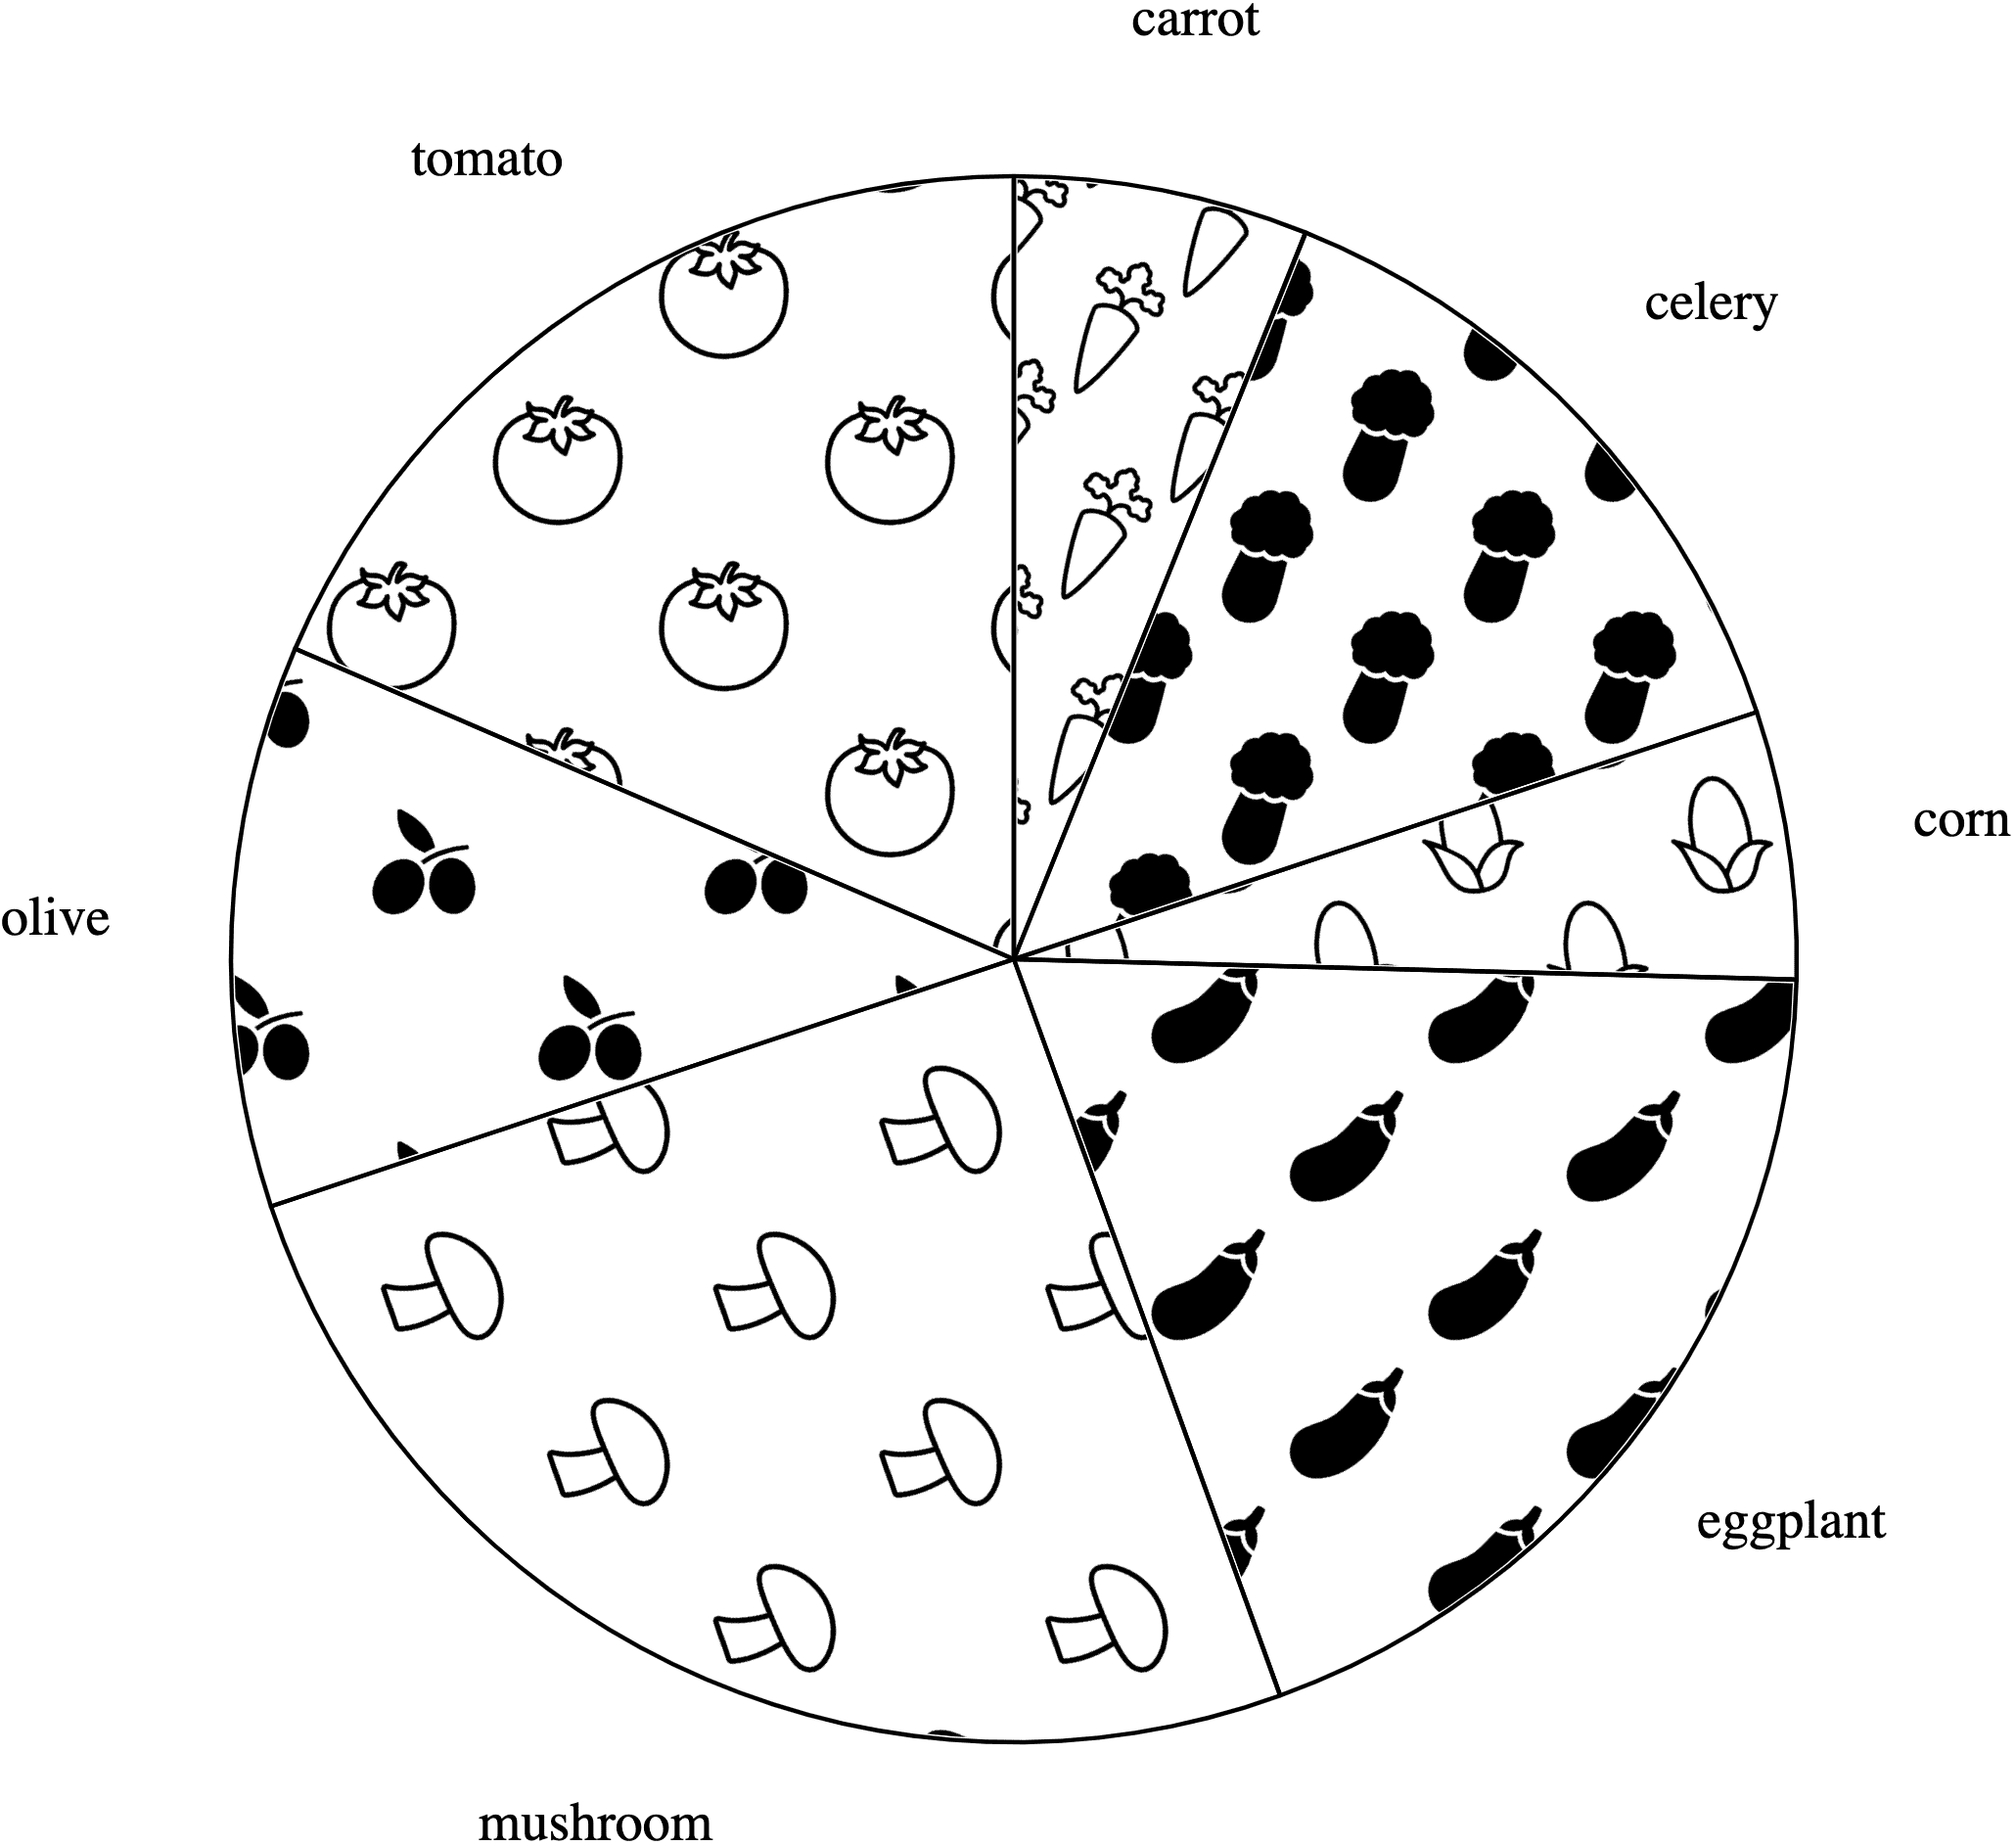 carrot
tomato
celery
corn
olive
eggplant
mushroom